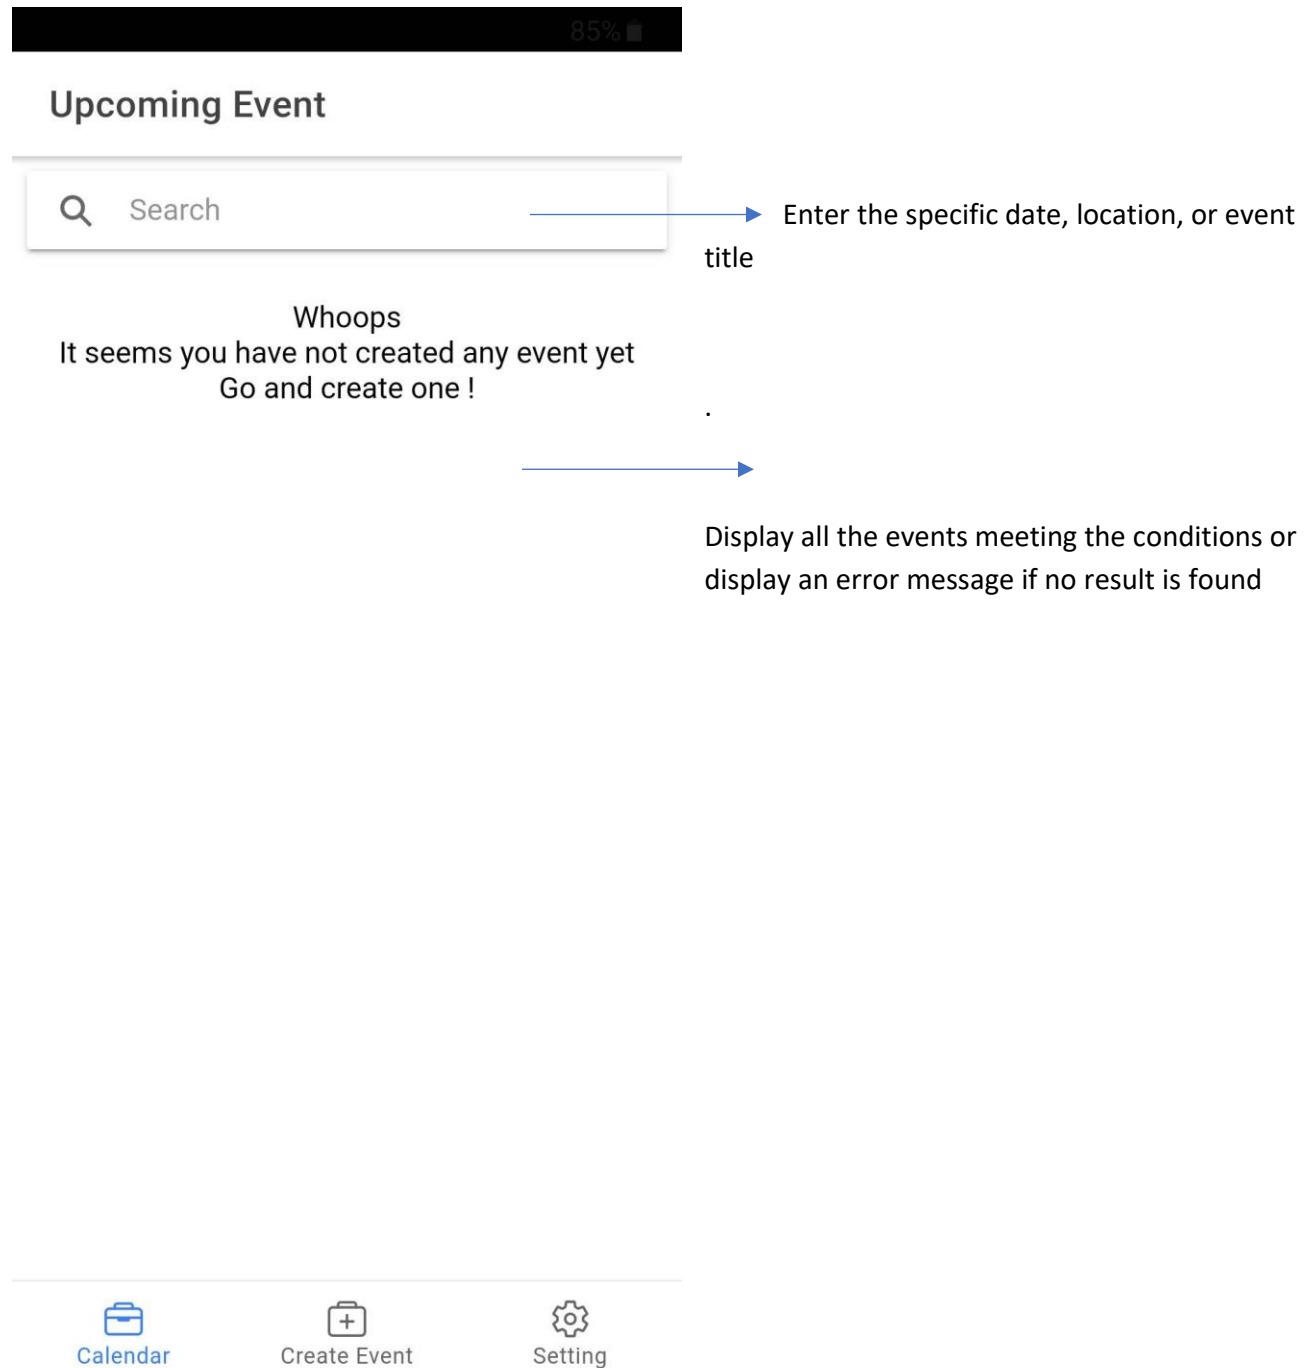 85%
Upcoming Event
Search
Enter the specific date, location, or event
title
Whoops
It seems you have not created any event yet
Go and create one !
.
Display all the events meeting the conditions or
display an error message if no result is found
Calendar
Create Event
Setting